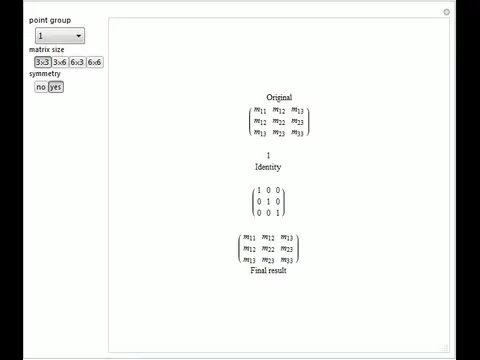 point group
1
matrix size
3×3 3×6 6×3 6×6
symmetry
no yes
Original
m11 m12 m13
m12 m22 m23
m13 m23 m33
1
Identity
1 0 0
0 1 0
0 0 1
m11 m12 m13
m12 m22 m23
m13 m23 m33
Final result